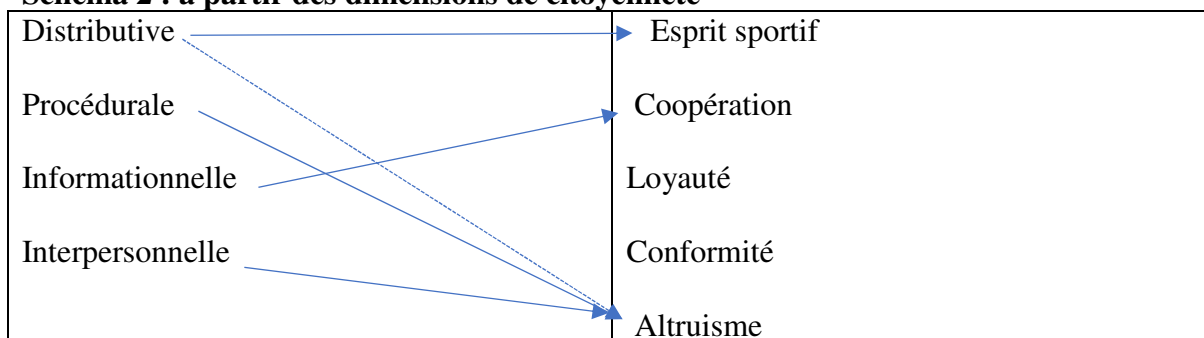 Schéma 2 : à partir des dimensions de citoyenneté
Distributive
Esprit sportif
Procédurale
Coopération
Informationnelle
Loyauté
Interpersonnelle
Conformité
Altruisme